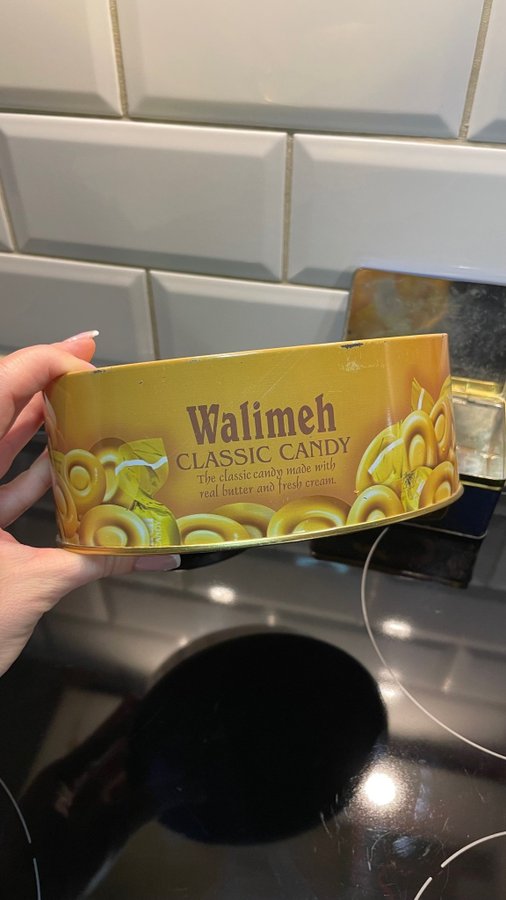 Walimeh
CLASSIC CANDY
The classic candy made with
real butter and fresh cream.